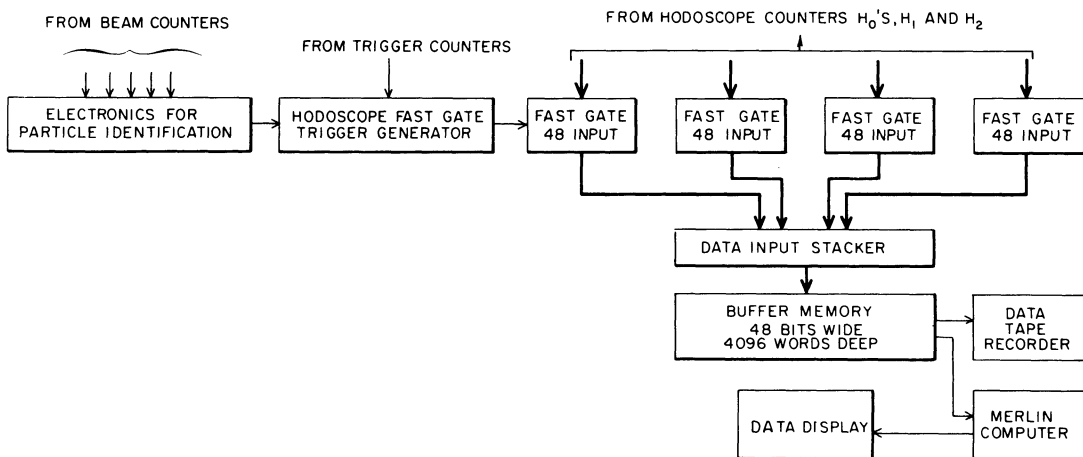 FROM BEAM COUNTERS
FROM HODOSCOPE COUNTERS H₀'S, H₁ AND H₂
FROM TRIGGER COUNTERS
ELECTRONICS FOR
PARTICLE IDENTIFICATION
HODOSCOPE FAST GATE
TRIGGER GENERATOR
FAST GATE
48 INPUT
FAST GATE
48 INPUT
FAST GATE
48 INPUT
FAST GATE
48 INPUT
DATA INPUT STACKER
BUFFER MEMORY
48 BITS WIDE
4096 WORDS DEEP
DATA
TAPE
RECORDER
DATA DISPLAY
MERLIN
COMPUTER